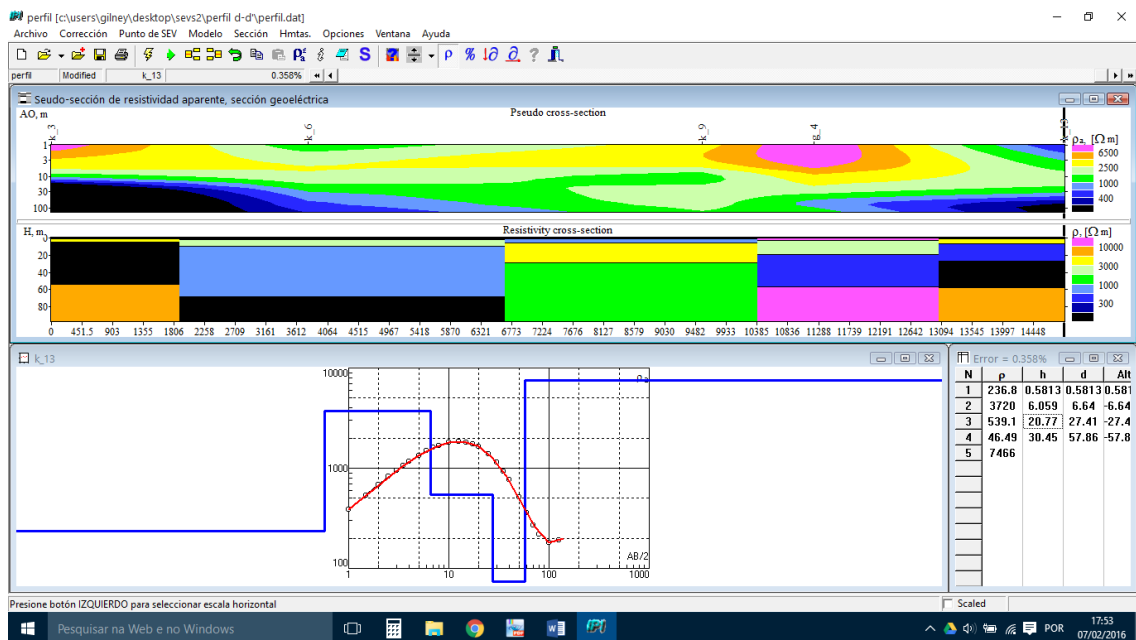 perfil [c:\users\gilney\desktop\sevs2\perfil d-d'\perfil.dat]
Archivo Corrección Punto de SEV Modelo Sección Hmtas. Opciones Ventana Ayuda
perfil Modified k_13 0.358%
Seudo-sección de resistividad aparente, sección geoeléctrica
AO, m Pseudo cross-section
k_3 k_6 k_9 g_4
ρa, [Ω m]
1
3
10
30
100
6500
2500
1000
400
H, m Resistivity cross-section ρ, [Ω m]
0
20
40
60
80
10000
3000
1000
300
0 451.5 903 1355 1806 2258 2709 3161 3612 4064 4515 4967 5418 5870 6321 6773 7224 7676 8127 8579 9030 9482 9933 10385 10836 11288 11739 12191 12642 13094 13545 13997 14448
k_13
10000 ρa
1000
100 AB/2
1 10 100 1000
Error = 0.358%
N ρ h d Alt
1 236.8 0.5813 0.5813 0.581
2 3720 6.059 6.64 -6.64
3 539.1 20.77 27.41 -27.4
4 46.49 30.45 57.86 -57.8
5 7466
Presione botón IZQUIERDO para seleccionar escala horizontal Scaled
Pesquisar na Web e no Windows
POR
17:53
07/02/2016